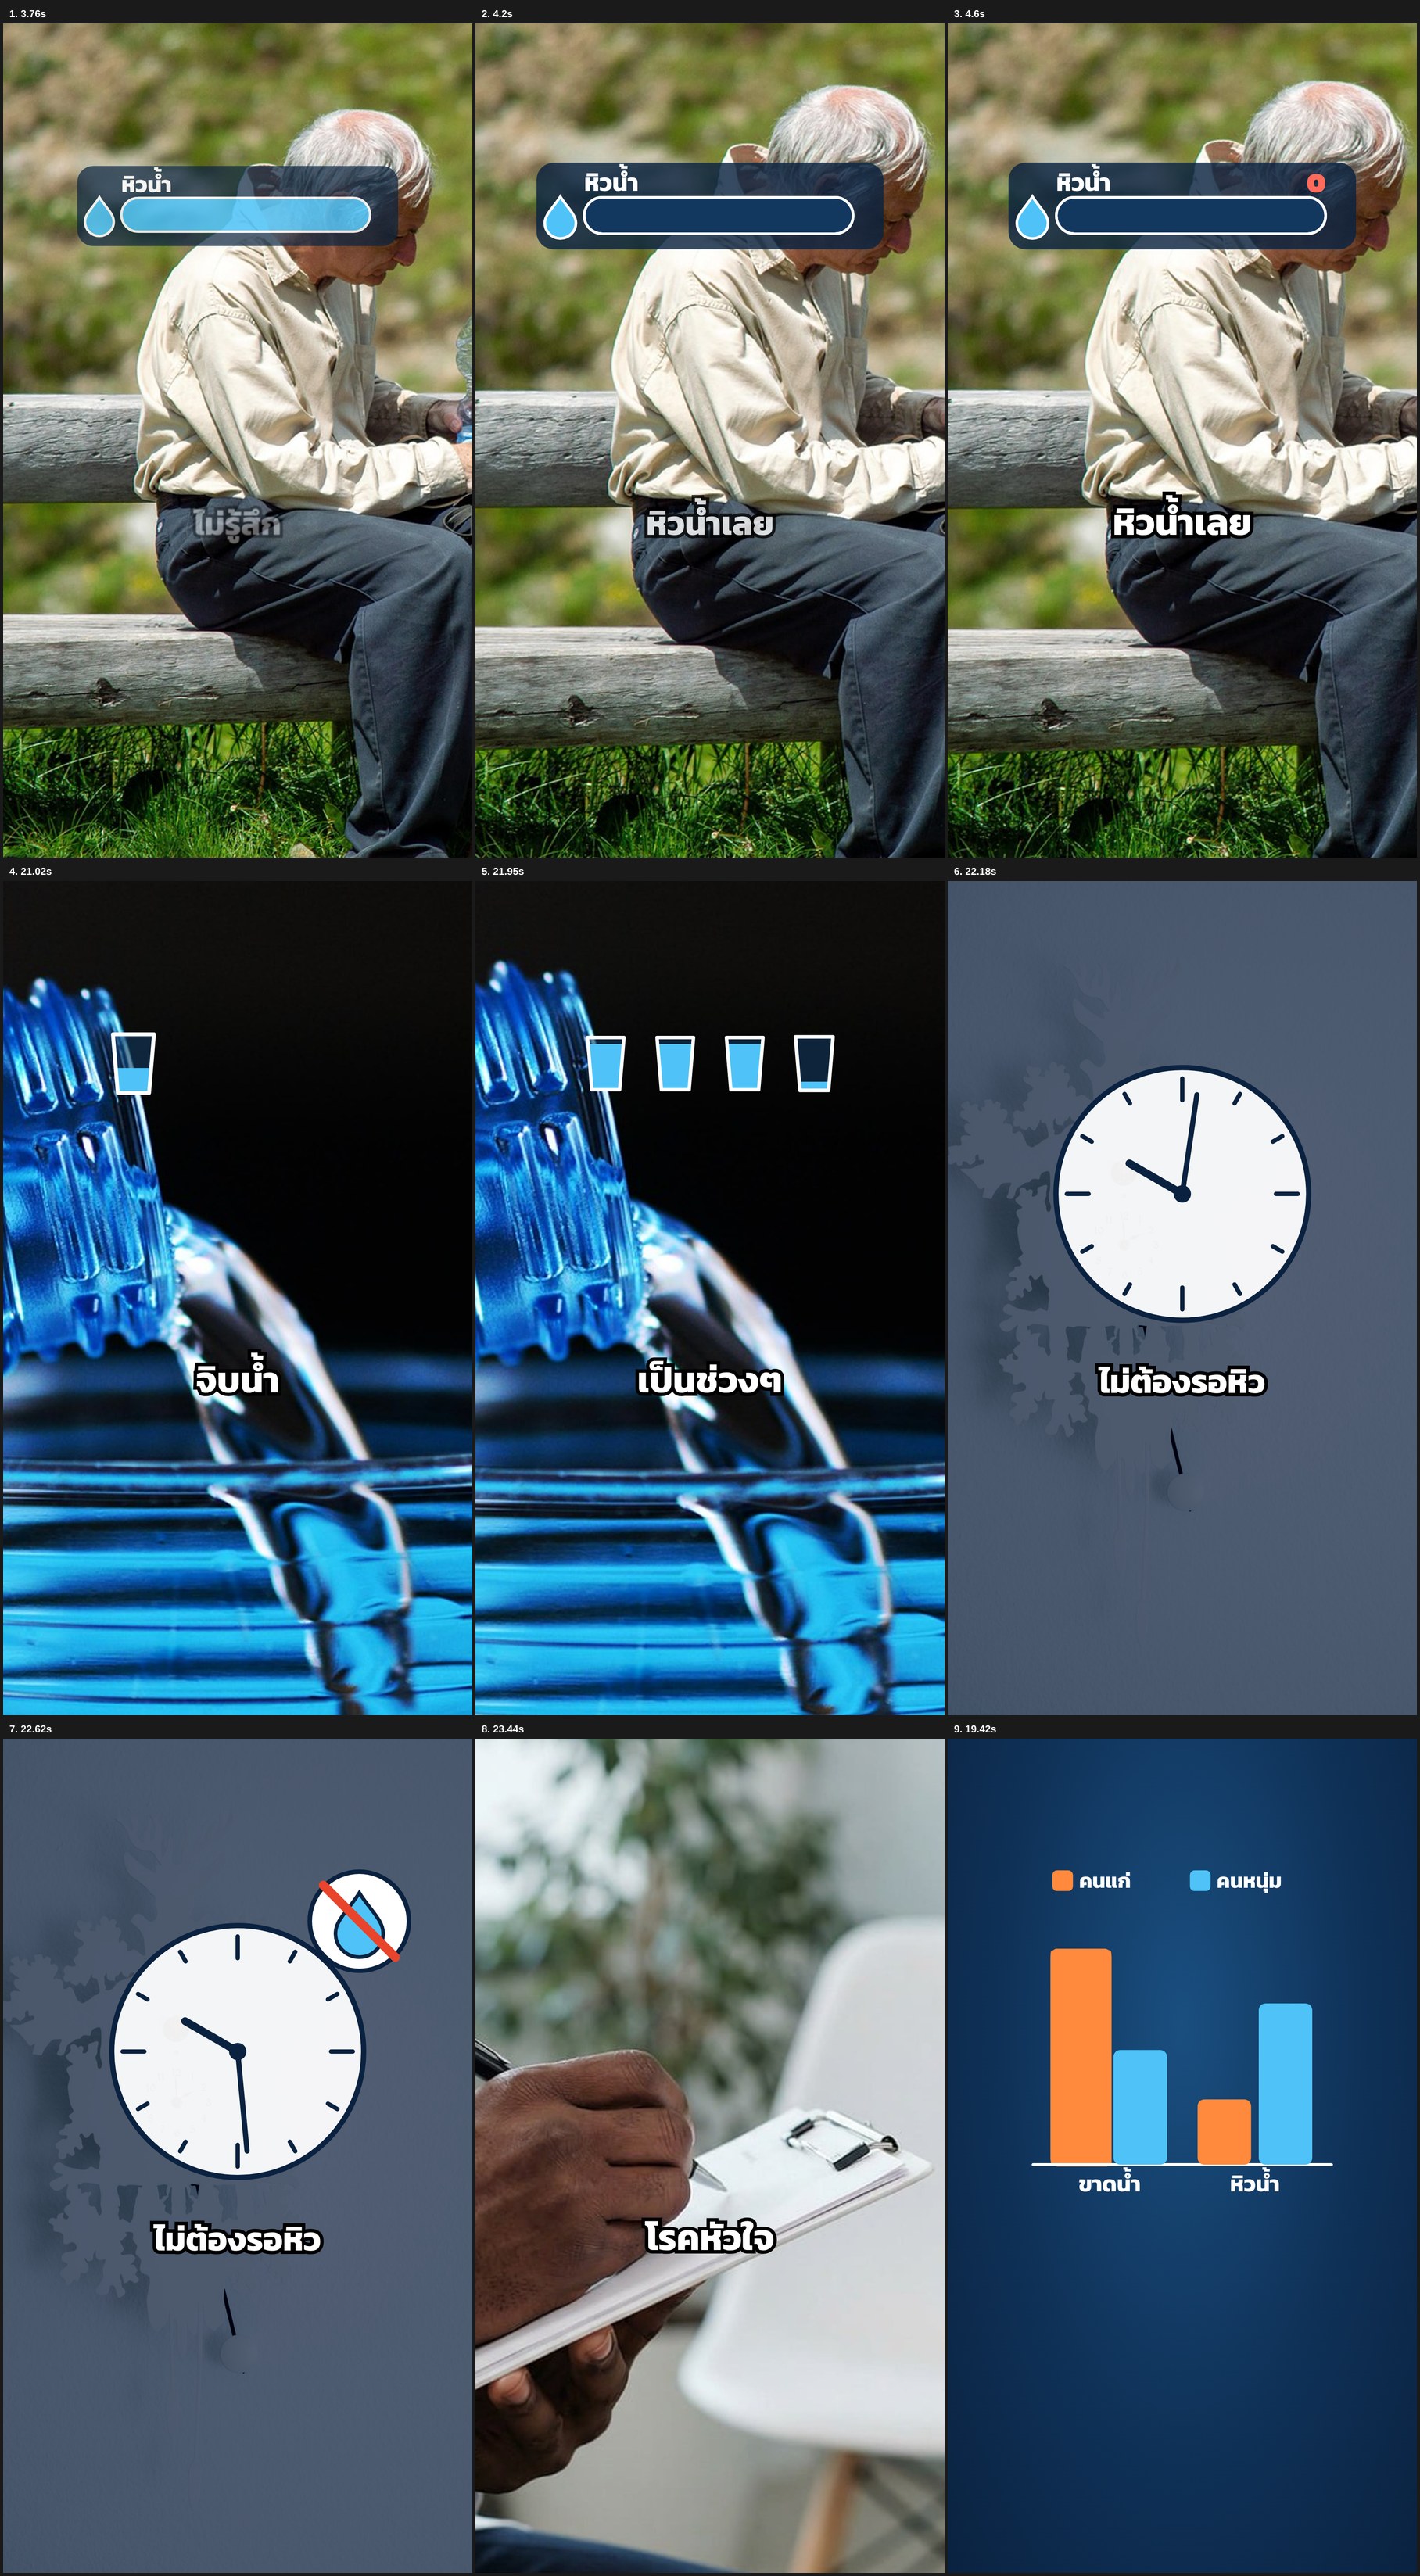 1. 3.76s
หิวน้ำ
ไม่รู้สึก
2. 4.2s
หิวน้ำ
หิวน้ำเลย
3. 4.6s
หิวน้ำ 0
หิวน้ำเลย
4. 21.02s
จิบน้ำ
5. 21.95s
เป็นช่วงๆ
6. 22.18s
ไม่ต้องรอหิว
7. 22.62s
ไม่ต้องรอหิว
8. 23.44s
โรคหัวใจ
9. 19.42s
คนแก่ คนหนุ่ม
ขาดน้ำ หิวน้ำ